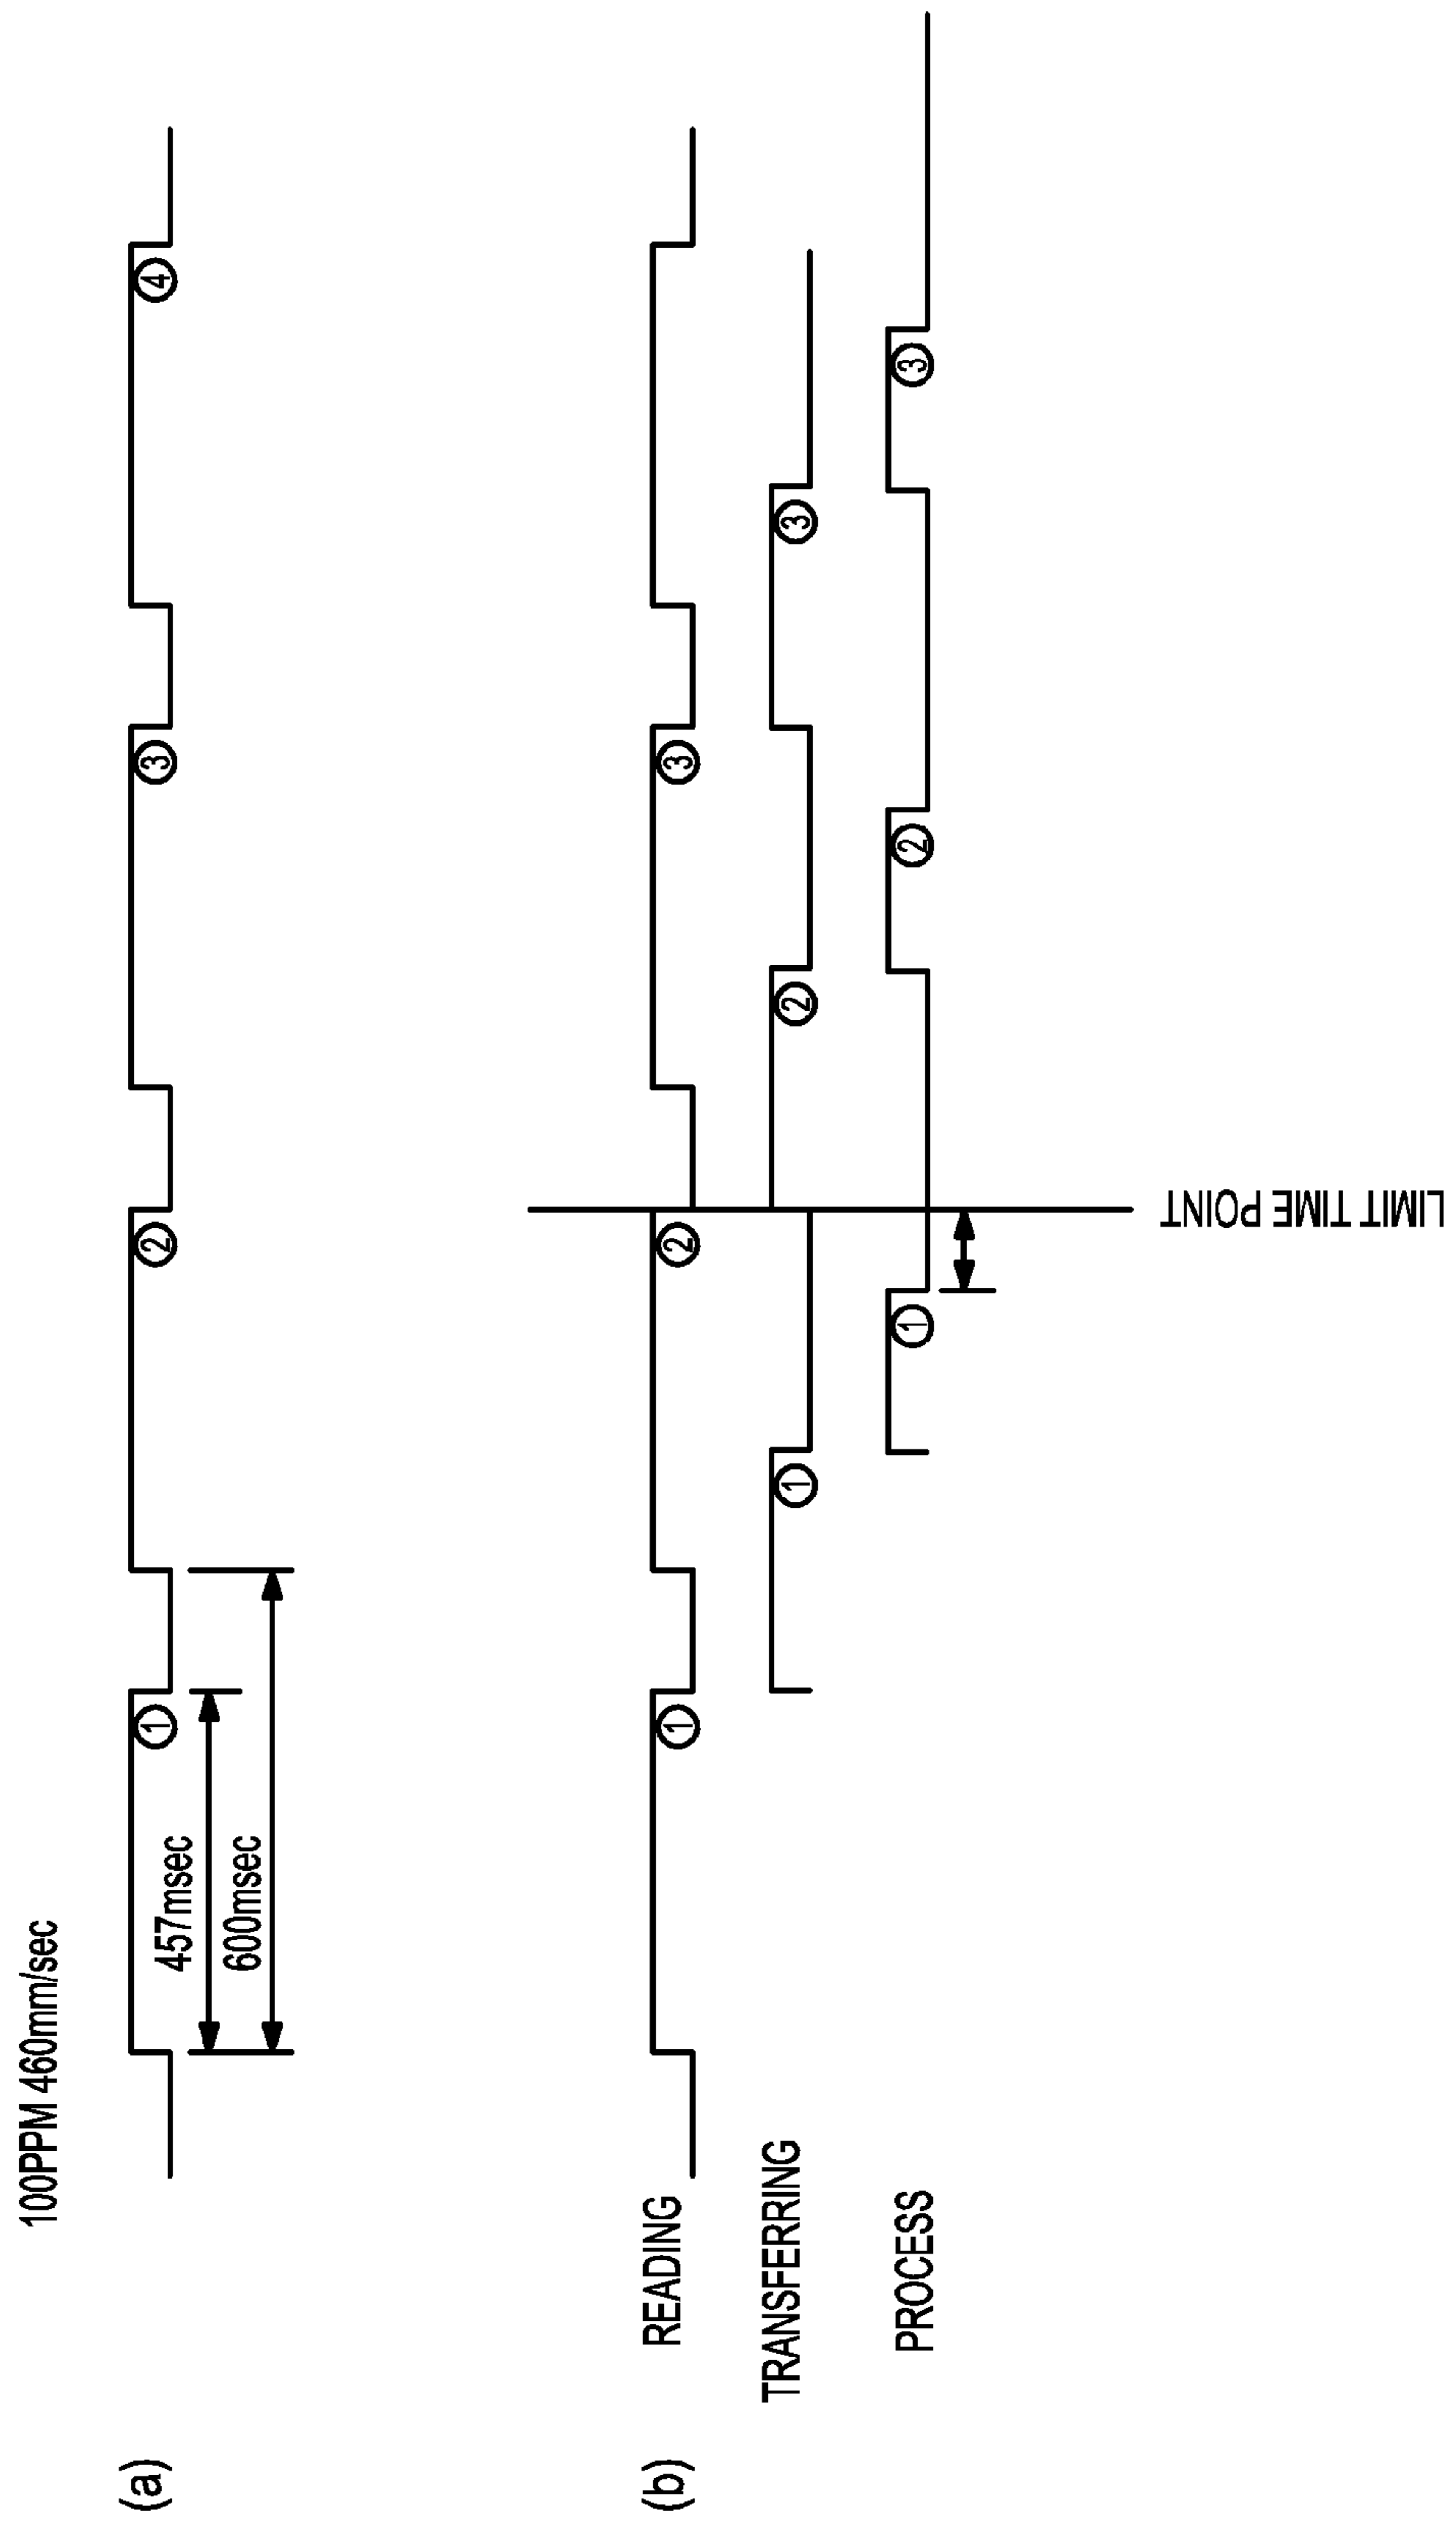 100PPM 460mm/sec
(a)
① ② ③ ④
457msec
600msec
(b)
READING
① ② ③
TRANSFERRING
① ② ③
PROCESS
① ② ③
LIMIT TIME POINT